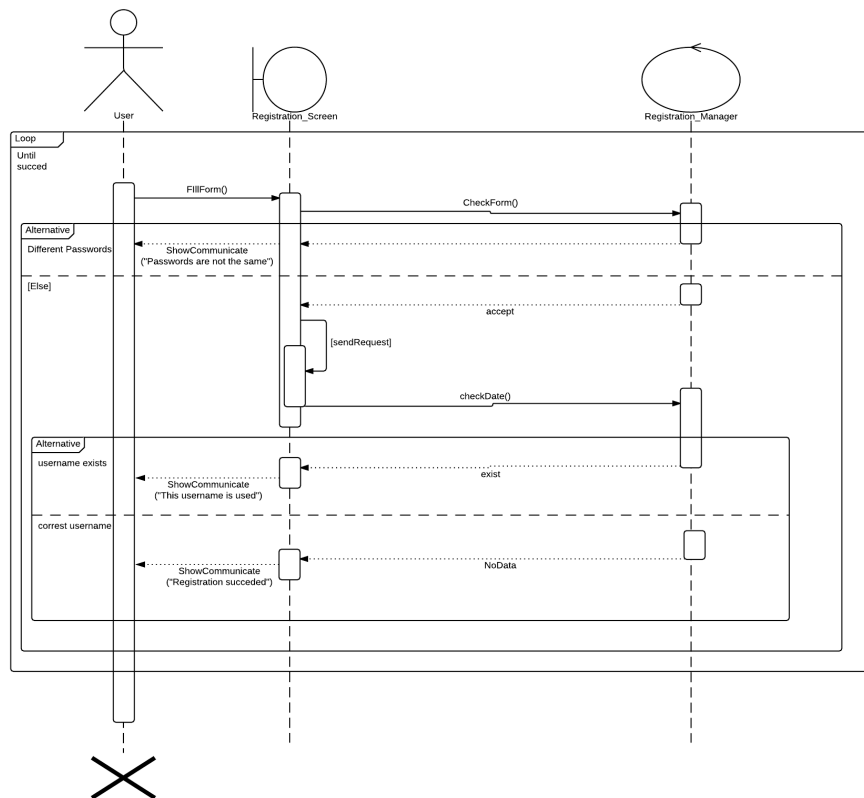 User
Registration_Screen
Registration_Manager
Loop
Until
succed
FIllForm()
CheckForm()
Alternative
Different Passwords
ShowCommunicate
("Passwords are not the same")
[Else]
accept
[sendRequest]
checkDate()
Alternative
username exists
exist
ShowCommunicate
("This username is used")
correst username
NoData
ShowCommunicate
("Registration succeded")